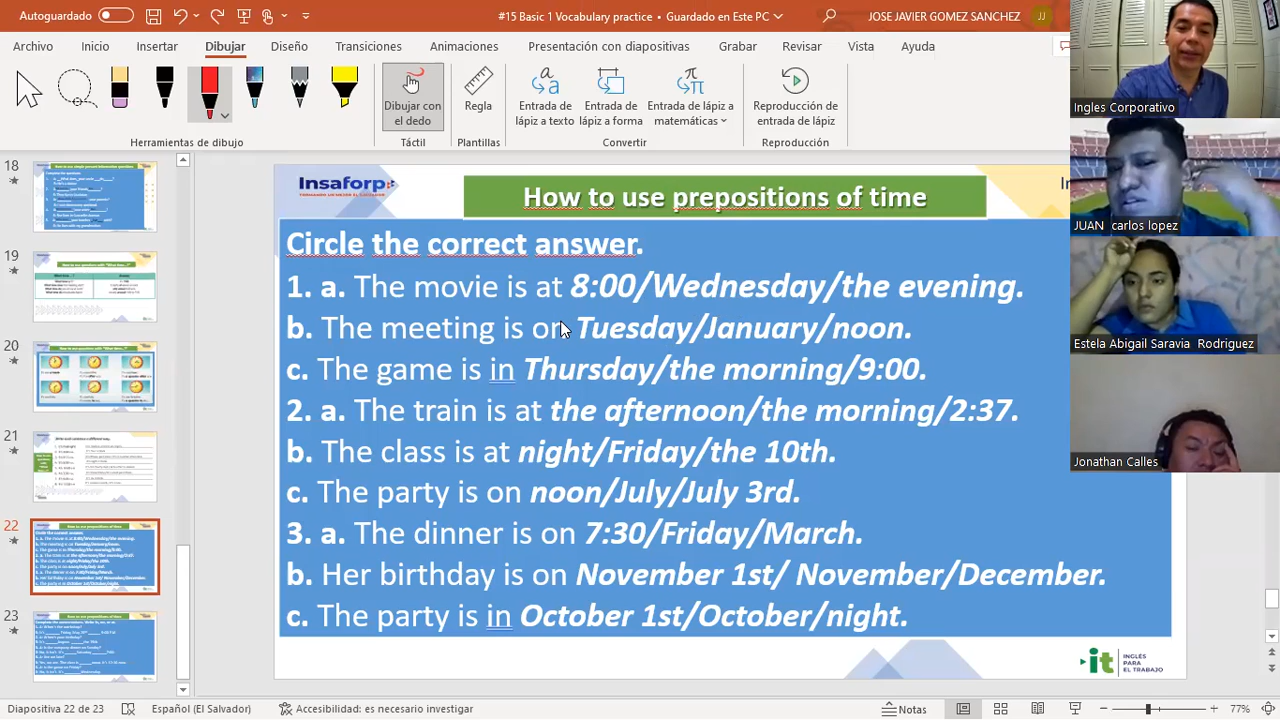 Autoguardado
#15 Basic 1 Vocabulary practice • Guardado en Este PC
JOSE JAVIER GOMEZ SANCHEZ
JJ
Archivo Inicio Insertar Dibujar Diseño Transiciones Animaciones Presentación con diapositivas Grabar Revisar Vista Ayuda
Dibujar con el dedo
Regla
Entrada de lápiz a texto
Entrada de lápiz a forma
Entrada de lápiz a matemáticas
Reproducción de entrada de lápiz
Herramientas de dibujo
Táctil
Plantillas
Convertir
Reproducción
Ingles Corporativo
JUAN carlos lopez
Estela Abigail Saravia Rodriguez
Jonathan Calles
18
19
20
21
22
23
Insaforp
How to use prepositions of time
Circle the correct answer.
a. The movie is at 8:00/Wednesday/the evening.
b. The meeting is on Tuesday/January/noon.
c. The game is in Thursday/the morning/9:00.
2. a. The train is at the afternoon/the morning/2:37.
b. The class is at night/Friday/the 10th.
c. The party is on noon/July/July 3rd.
3. a. The dinner is on 7:30/Friday/March.
b. Her birthday is on November 1st/November/December.
c. The party is in October 1st/October/night.
it INGLÉS
PARA
EL TRABAJO
Diapositiva 22 de 23
Español (El Salvador)
Accesibilidad: es necesario investigar
Notas
77%